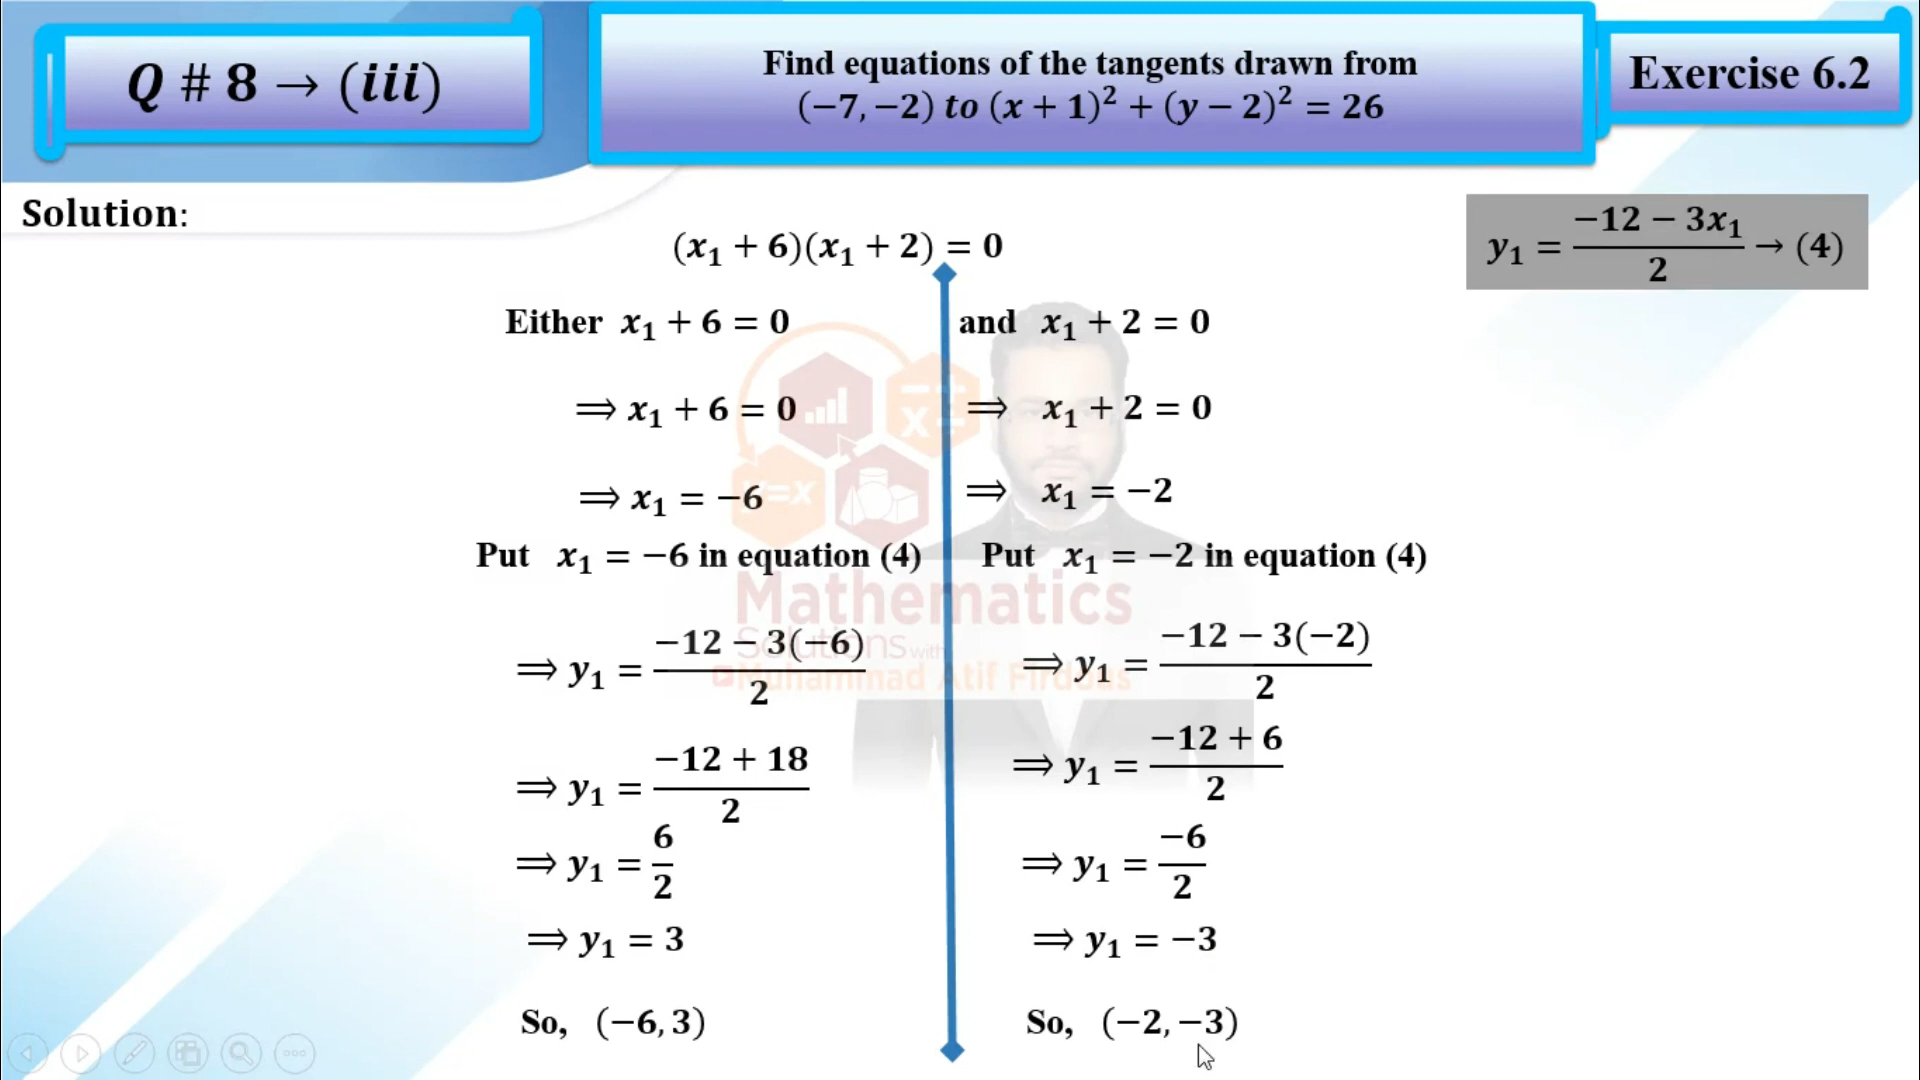 Q # 8 → (iii)
Find equations of the tangents drawn from
(−7, −2) to (x + 1)² + (y − 2)² = 26
Exercise 6.2
Solution:
(x₁ + 6)(x₁ + 2) = 0
y₁ = (−12 − 3x₁)/2 → (4)
Either x₁ + 6 = 0
⟹ x₁ + 6 = 0
⟹ x₁ = −6
Put x₁ = −6 in equation (4)
⟹ y₁ = (−12 − 3(−6))/2
⟹ y₁ = (−12 + 18)/2
⟹ y₁ = 6/2
⟹ y₁ = 3
So, (−6, 3)
and x₁ + 2 = 0
⟹ x₁ + 2 = 0
⟹ x₁ = −2
Put x₁ = −2 in equation (4)
⟹ y₁ = (−12 − 3(−2))/2
⟹ y₁ = (−12 + 6)/2
⟹ y₁ = −6/2
⟹ y₁ = −3
So, (−2, −3)
y=x
Mathematics
Solutions with
Muhammad Atif Firdous